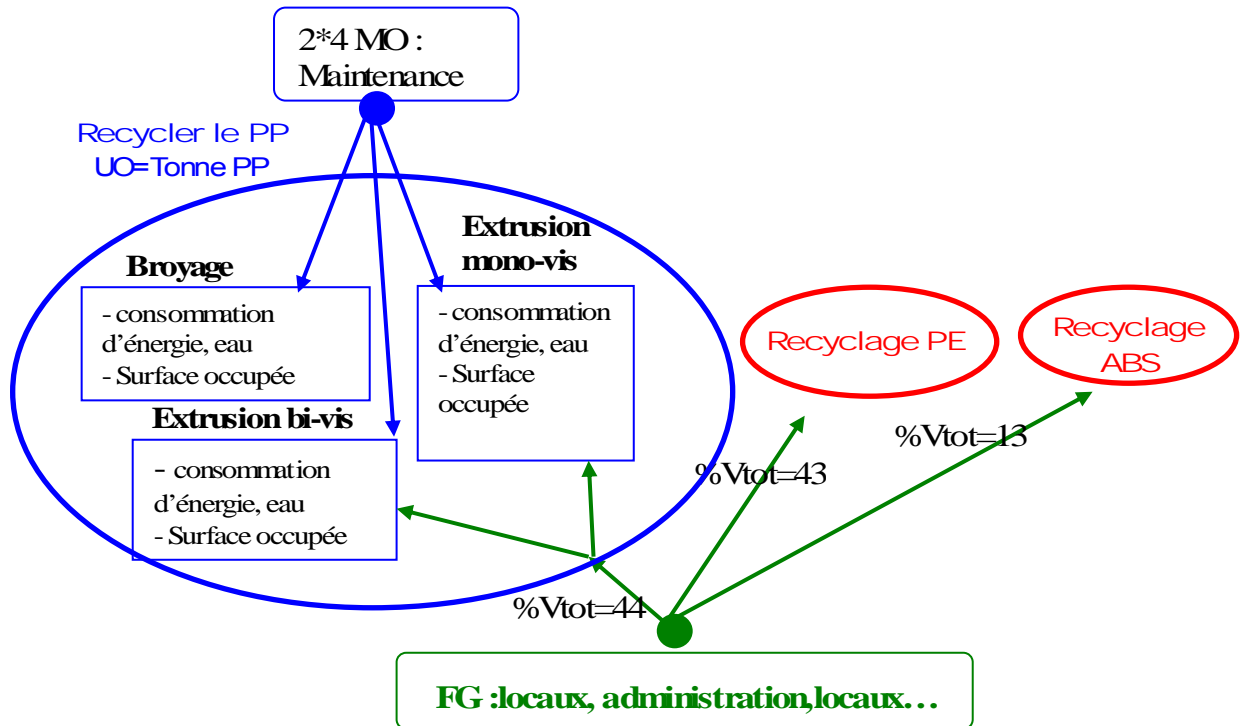 2*4 MO :
Maintenance
Recycler le PP
UO=Tonne PP
Extrusion
mono-vis
Broyage
- consommation
d’énergie, eau
- Surface occupée
- consommation
d’énergie, eau
- Surface
occupée
Recyclage PE
Recyclage
ABS
Extrusion bi-vis
- consommation
d’énergie, eau
- Surface occupée
%Vtot=13
%Vtot=43
%Vtot=44
FG :locaux, administration,locaux…